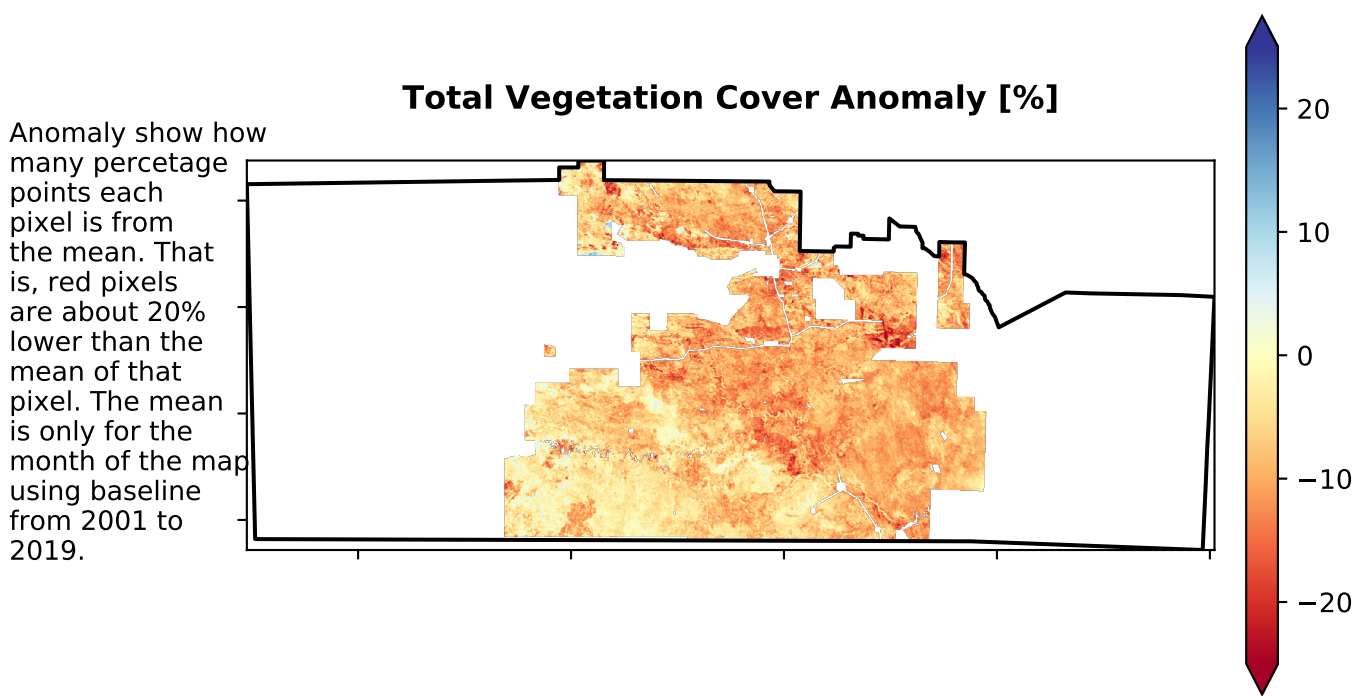 Total Vegetation Cover Anomaly [%]
Anomaly show how
many percetage
points each
pixel is from
the mean. That
is, red pixels
are about 20%
lower than the
mean of that
pixel. The mean
is only for the
month of the map
using baseline
from 2001 to
2019.
20
10
0
−10
−20